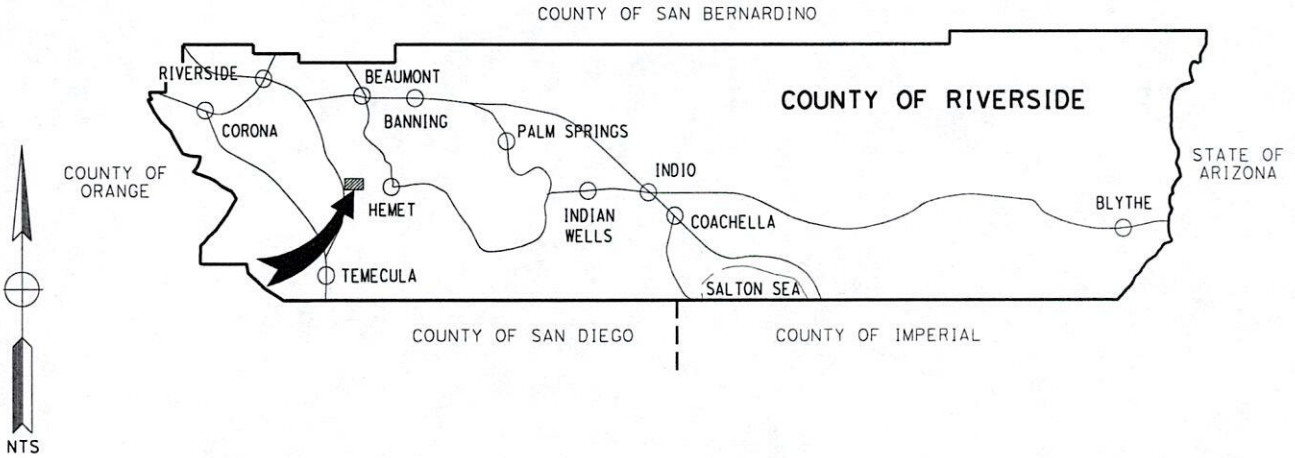 COUNTY OF SAN BERNARDINO
RIVERSIDE
BEAUMONT
COUNTY OF RIVERSIDE
CORONA
BANNING
PALM SPRINGS
COUNTY OF
ORANGE
STATE OF
ARIZONA
HEMET
INDIO
INDIAN
WELLS
COACHELLA
BLYTHE
TEMECULA
SALTON SEA
COUNTY OF SAN DIEGO
COUNTY OF IMPERIAL
NTS